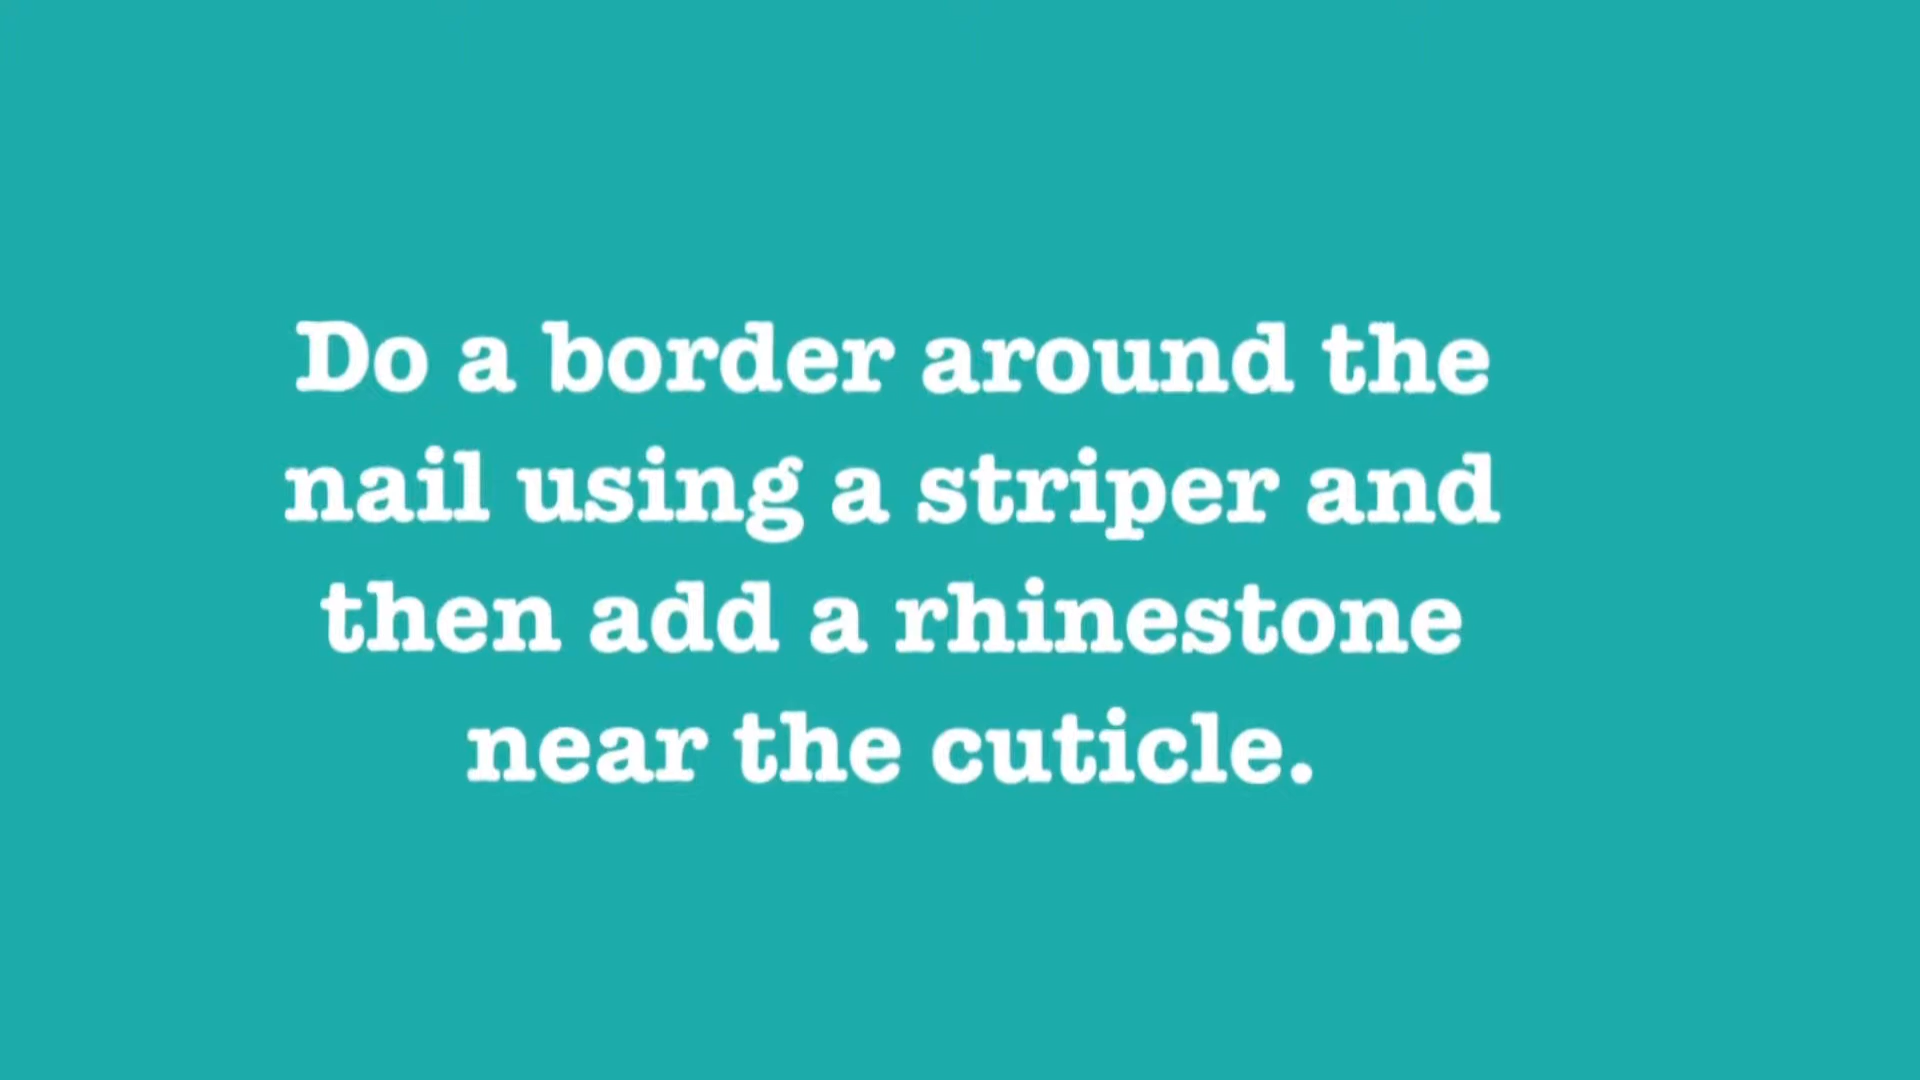 Do a border around the
nail using a striper and
then add a rhinestone
near the cuticle.